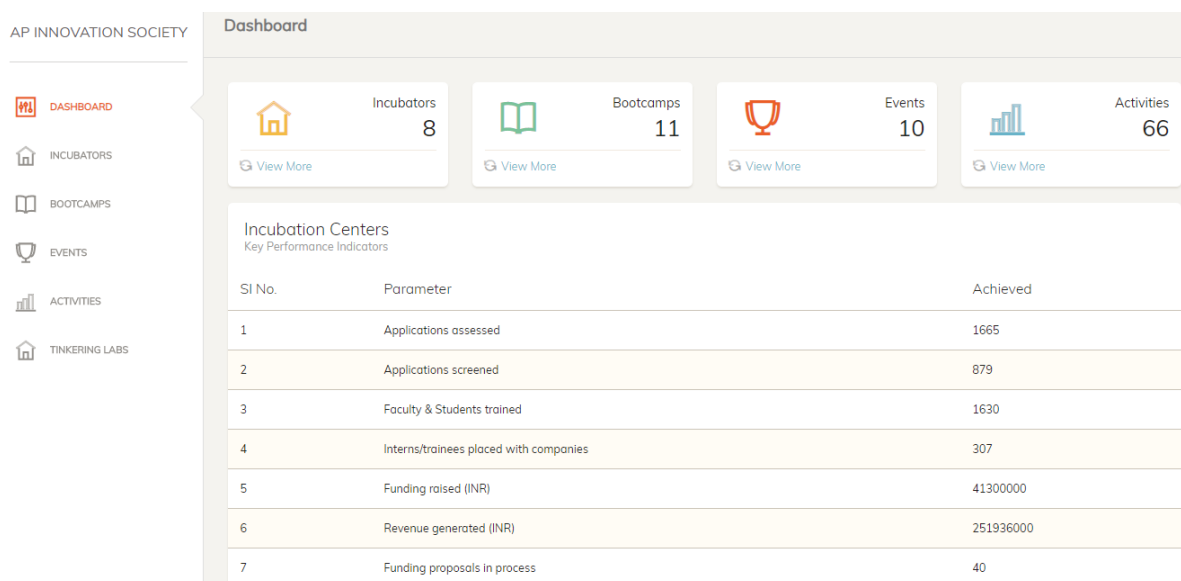 AP INNOVATION SOCIETY
DASHBOARD
INCUBATORS
BOOTCAMPS
EVENTS
ACTIVITIES
TINKERING LABS
Dashboard
Incubators
8
View More
Bootcamps
11
View More
Events
10
View More
Activities
66
View More
Incubation Centers
Key Performance Indicators
SI No. Parameter Achieved
1 Applications assessed 1665
2 Applications screened 879
3 Faculty & Students trained 1630
4 Interns/trainees placed with companies 307
5 Funding raised (INR) 41300000
6 Revenue generated (INR) 251936000
7 Funding proposals in process 40